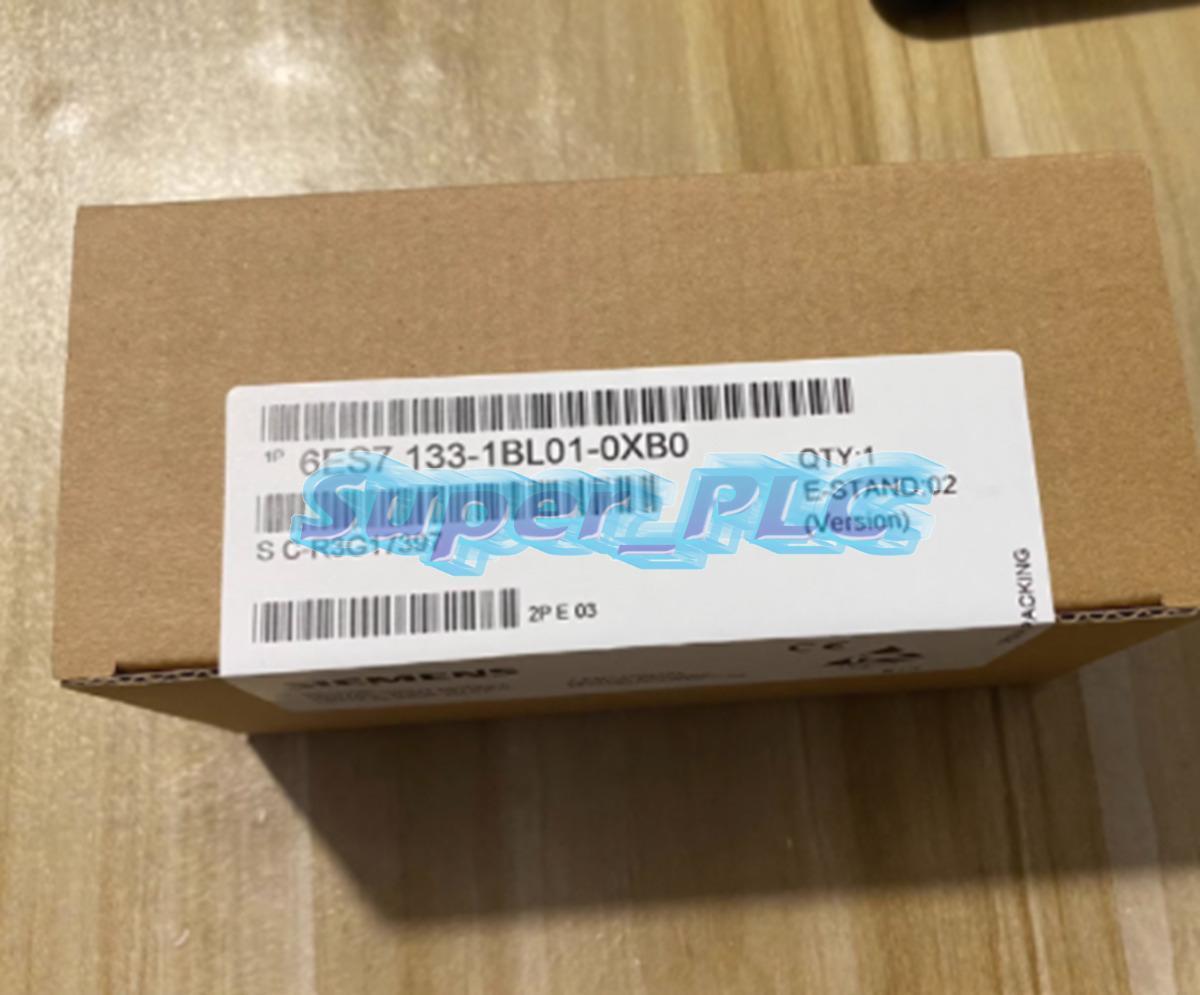 1P 6ES7 133-1BL01-0XB0
QTY:1
E-STAND:02
(Version)
S C-R3G17397
Super_PLC
2P E 03
SIEMENS